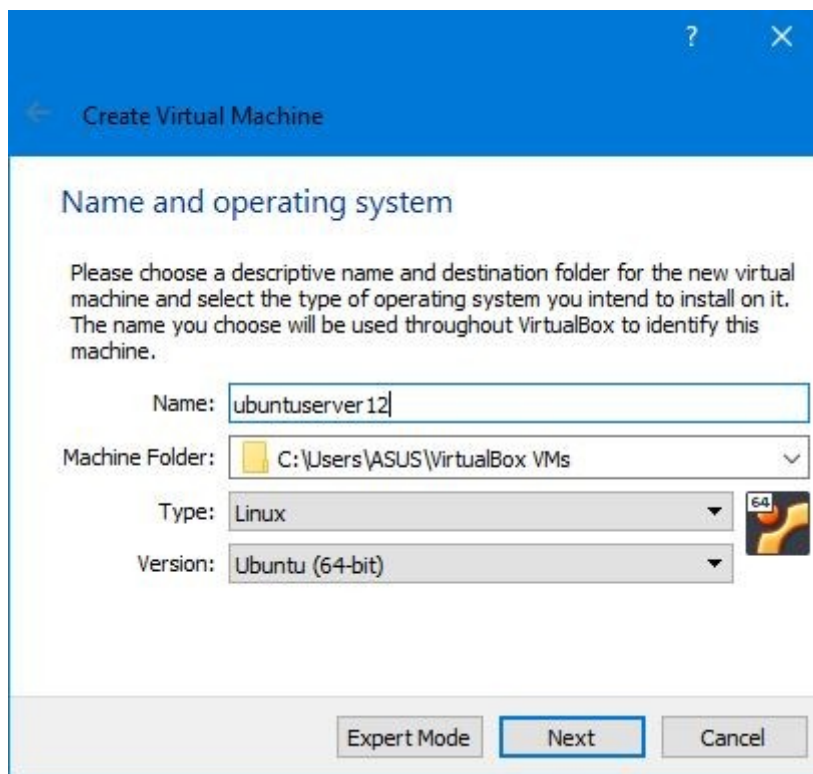 ?
Create Virtual Machine
Name and operating system
Please choose a descriptive name and destination folder for the new virtual
machine and select the type of operating system you intend to install on it.
The name you choose will be used throughout VirtualBox to identify this
machine.
Name: ubuntuserver12
Machine Folder: C:\Users\ASUS\VirtualBox VMs
Type: Linux
64
Version: Ubuntu (64-bit)
Expert Mode Next Cancel